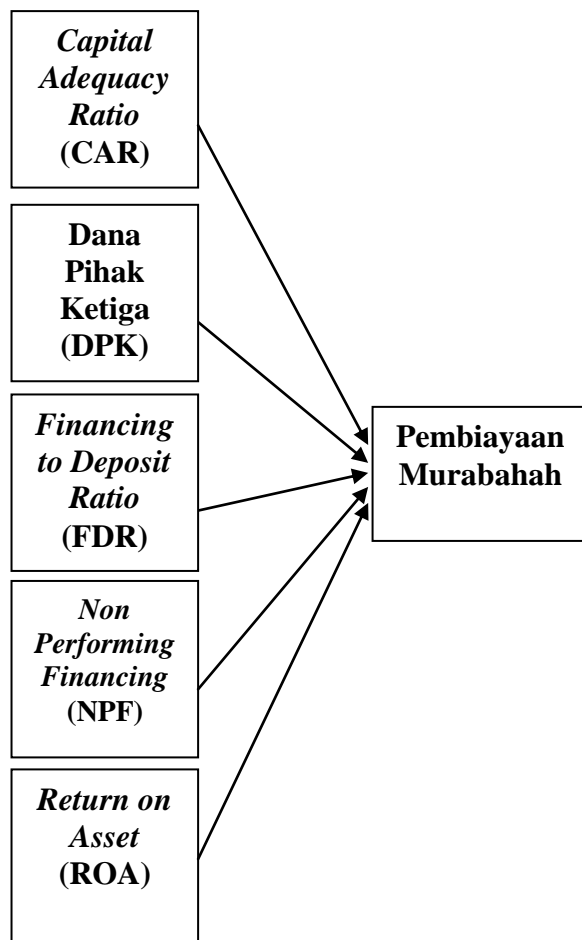 Capital
Adequacy
Ratio
(CAR)
Dana
Pihak
Ketiga
(DPK)
Financing
to Deposit
Ratio
(FDR)
Non
Performing
Financing
(NPF)
Return on
Asset
(ROA)
Pembiayaan
Murabahah